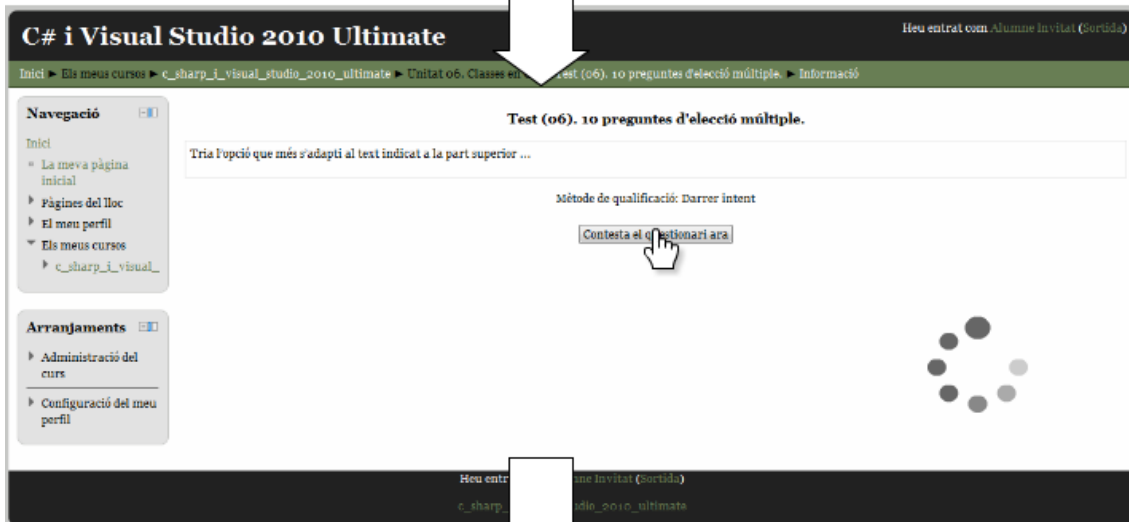 C# i Visual Studio 2010 Ultimate
Heu entrat com Alumne Invitat (Sortida)
Inici ► Els meus cursos ► c_sharp_i_visual_studio_2010_ultimate ► Unitat 06. Classes en Test (06). 10 preguntes d'elecció múltiple. ► Informació
Navegació
Inici
La meva pàgina
inicial
Pàgines del lloc
El meu perfil
Els meus cursos
c_sharp_i_visual_
Arranjaments
Administració del
curs
Configuració del meu
perfil
Test (06). 10 preguntes d'elecció múltiple.
Tria l'opció que més s'adapti al text indicat a la part superior ...
Mètode de qualificació: Darrer intent
Contesta el qüestionari ara
Heu entr Invitat (Sortida)
c_sharp_ _2010_ultimate